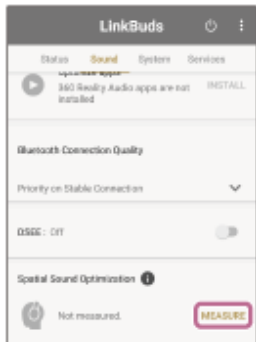 LinkBuds
Status Sound System Services
360 Reality Audio apps are not
installed
INSTALL
Bluetooth Connection Quality
Priority on Stable Connection
DSEE : Off
Spatial Sound Optimization
Not measured.
MEASURE